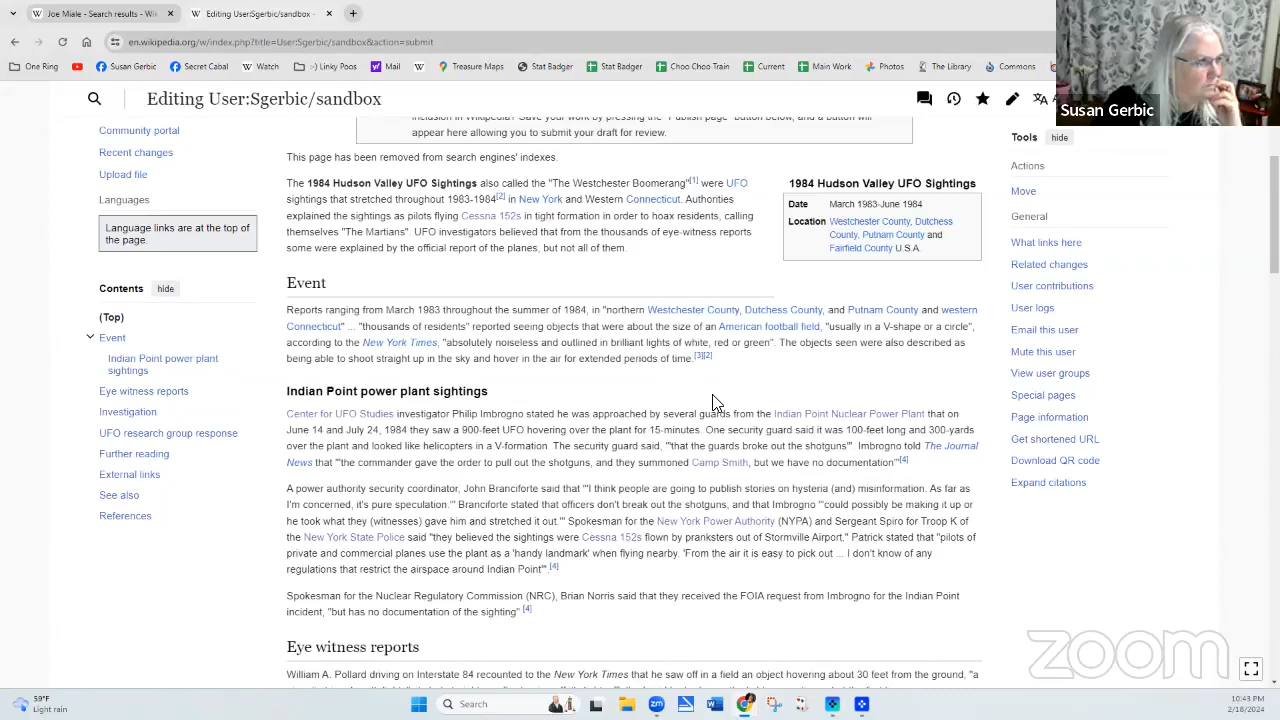 Joe Miale - Wikipedia
Editing User:Sgerbic/sandbox
en.wikipedia.org/w/index.php?title=User:Sgerbic/sandbox&action=submit
One Ring
Susan Gerbic
Secret Cabal
Watch
:-) Linky Poos
Mail
Treasure Maps
Stat Badger
Stat Badger
Choo Choo Train
Current
Main Work
Photos
The Library
Commons
Editing User:Sgerbic/sandbox
Susan Gerbic
inclusion in Wikipedia? Save your work by pressing the "Publish page" button below, and a button will
appear here allowing you to submit your draft for review.
Community portal
Recent changes
Upload file
Languages
Language links are at the top of
the page.
Contents hide
(Top)
Event
Indian Point power plant
sightings
Eye witness reports
Investigation
UFO research group response
Further reading
External links
See also
References
This page has been removed from search engines' indexes.
The 1984 Hudson Valley UFO Sightings also called the "The Westchester Boomerang"[1] were UFO
sightings that stretched throughout 1983-1984[2] in New York and Western Connecticut. Authorities
explained the sightings as pilots flying Cessna 152s in tight formation in order to hoax residents, calling
themselves "The Martians". UFO investigators believed that from the thousands of eye-witness reports
some were explained by the official report of the planes, but not all of them.
1984 Hudson Valley UFO Sightings
Date March 1983-June 1984
Location Westchester County, Dutchess
County, Putnam County and
Fairfield County U.S.A.
Event
Reports ranging from March 1983 throughout the summer of 1984, in "northern Westchester County, Dutchess County, and Putnam County and western
Connecticut" ... "thousands of residents" reported seeing objects that were about the size of an American football field, "usually in a V-shape or a circle",
according to the New York Times, "absolutely noiseless and outlined in brilliant lights of white, red or green". The objects seen were also described as
being able to shoot straight up in the sky and hover in the air for extended periods of time.[3][2]
Indian Point power plant sightings
Center for UFO Studies investigator Philip Imbrogno stated he was approached by several guards from the Indian Point Nuclear Power Plant that on
June 14 and July 24, 1984 they saw a 900-feet UFO hovering over the plant for 15-minutes. One security guard said it was 100-feet long and 300-yards
over the plant and looked like helicopters in a V-formation. The security guard said, "'that the guards broke out the shotguns'" Imbrogno told The Journal
News that "'the commander gave the order to pull out the shotguns, and they summoned Camp Smith, but we have no documentation'"[4]
A power authority security coordinator, John Branciforte said that "'I think people are going to publish stories on hysteria (and) misinformation. As far as
I'm concerned, it's pure speculation.'" Branciforte stated that officers don't break out the shotguns, and that Imbrogno "'could possibly be making it up or
he took what they (witnesses) gave him and stretched it out.'" Spokesman for the New York Power Authority (NYPA) and Sergeant Spiro for Troop K of
the New York State Police said "they believed the sightings were Cessna 152s flown by pranksters out of Stormville Airport." Patrick stated that "pilots of
private and commercial planes use the plant as a 'handy landmark' when flying nearby. 'From the air it is easy to pick out ... I don't know of any
regulations that restrict the airspace around Indian Point'".[4]
Spokesman for the Nuclear Regulatory Commission (NRC), Brian Norris said that they received the FOIA request from Imbrogno for the Indian Point
incident, "but has no documentation of the sighting" [4]
Eye witness reports
William A. Pollard driving on Interstate 84 recounted to the New York Times that he saw off in a field an object hovering about 30 feet from the ground, "a
Tools hide
Actions
Move
General
What links here
Related changes
User contributions
User logs
Email this user
Mute this user
View user groups
Special pages
Page information
Get shortened URL
Download QR code
Expand citations
zoom
59°F
Light rain
Search
10:43 PM
2/18/2024